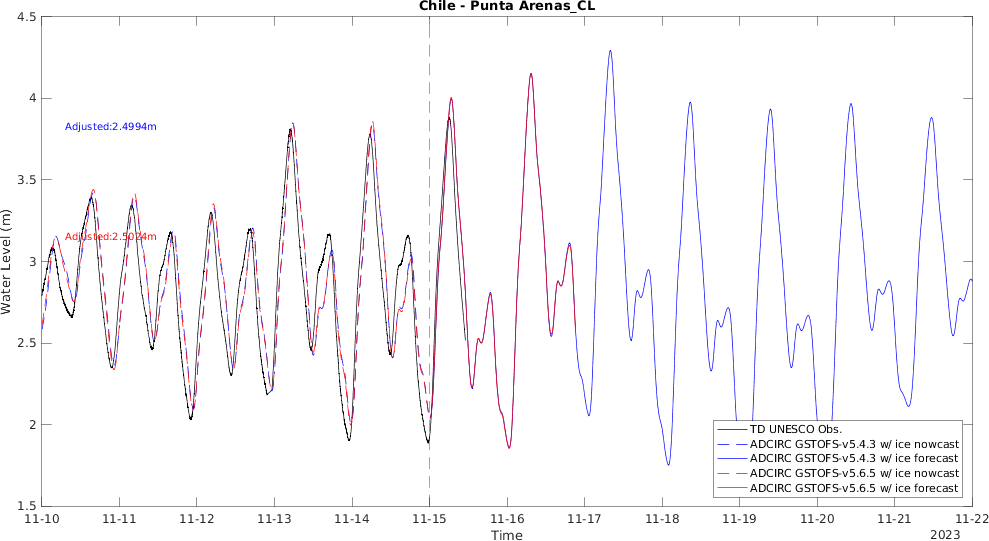 Chile - Punta Arenas_CL
4.5
4
3.5
3
2.5
2
1.5
Water Level (m)
Adjusted:2.4994m
Adjusted:2.5024m
TD UNESCO Obs.
ADCIRC GSTOFS-v5.4.3 w/ ice nowcast
ADCIRC GSTOFS-v5.4.3 w/ ice forecast
ADCIRC GSTOFS-v5.6.5 w/ ice nowcast
ADCIRC GSTOFS-v5.6.5 w/ ice forecast
11-10 11-11 11-12 11-13 11-14 11-15 11-16 11-17 11-18 11-19 11-20 11-21 11-22
Time
2023